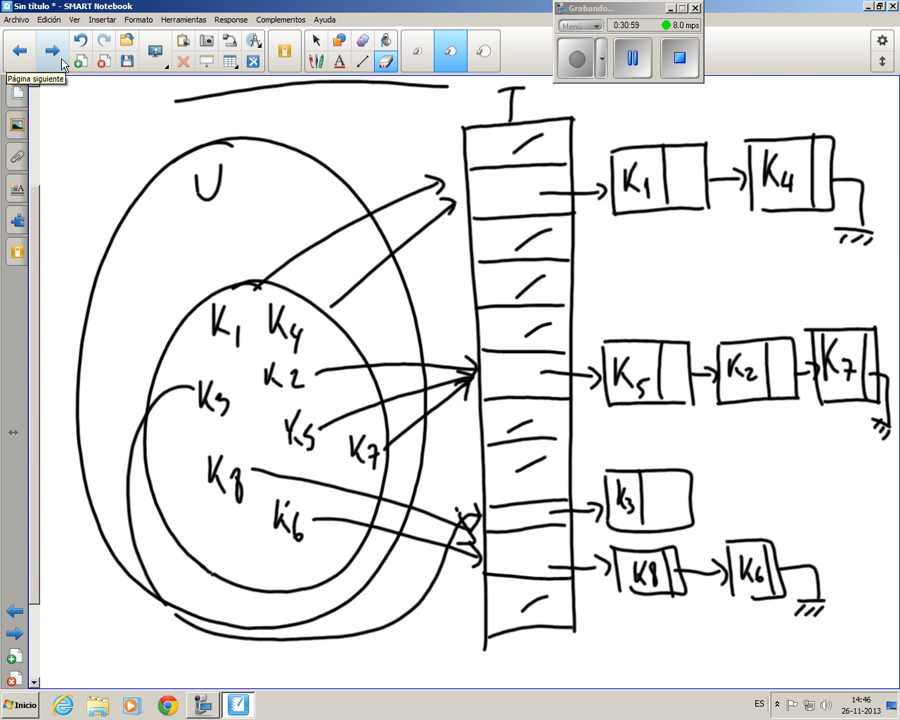 Sin título * - SMART Notebook
Grabando...
Archivo Edición Ver Insertar Formato Herramientas Response Complementos Ayuda
Menú
0:30:59
8.0 mps
Página siguiente
T
U
K1
K4
K1 K4
K2
K5
K2
K7
K3
K5
K7
K8
K3
K6
K8
K6
Inicio
ES
14:46
26-11-2013